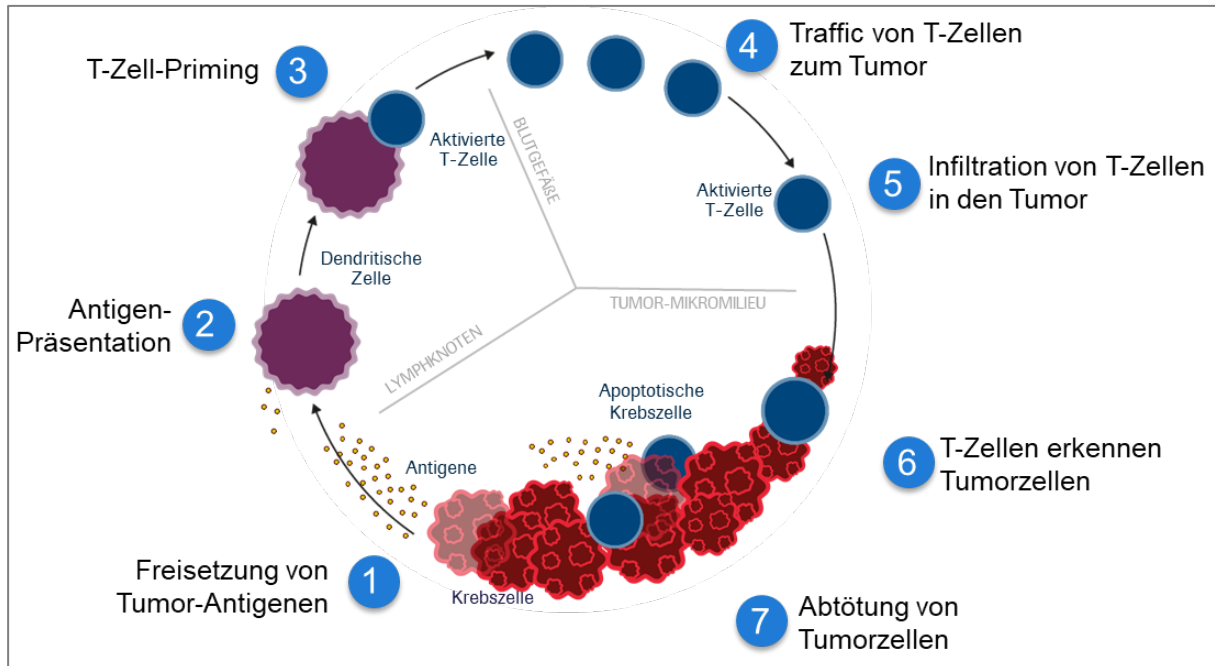 T-Zell-Priming
3
Aktivierte
T-Zelle
BLUTGEFÄßE
4
Traffic von T-Zellen
zum Tumor
Aktivierte
T-Zelle
5
Infiltration von T-Zellen
in den Tumor
Dendritische
Zelle
TUMOR-MIKROMILIEU
Antigen-
Präsentation
2
LYMPHKNOTEN
Apoptotische
Krebszelle
Antigene
6
T-Zellen erkennen
Tumorzellen
Freisetzung von
Tumor-Antigenen
1
Krebszelle
7
Abtötung von
Tumorzellen